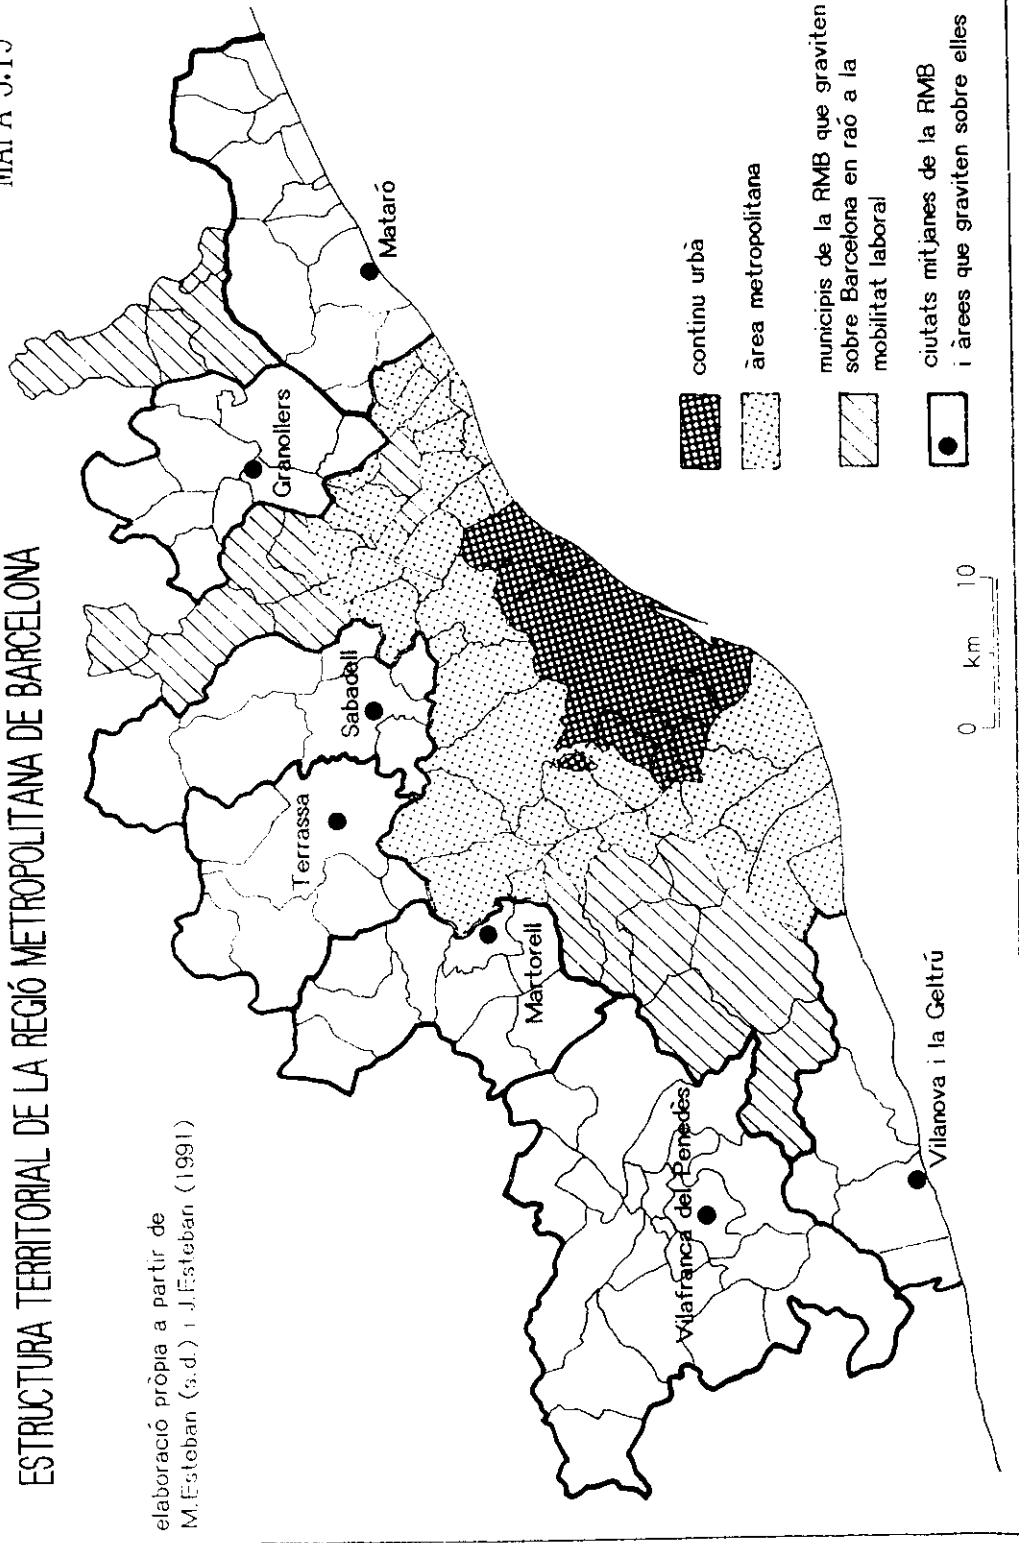 MAPA 5.15
ESTRUCTURA TERRITORIAL DE LA REGIÓ METROPOLITANA DE BARCELONA
elaboració pròpia a partir de
M.Esteban (s.d.) i J.Esteban (1991)
Mataró
Granollers
Sabadell
Terrassa
Martorell
Vilafranca del Penedès
Vilanova i la Geltrú
continu urbà
àrea metropolitana
municipis de la RMB que graviten
sobre Barcelona en raó a la
mobilitat laboral
ciutats mitjanes de la RMB
i àrees que graviten sobre elles
0 km 10